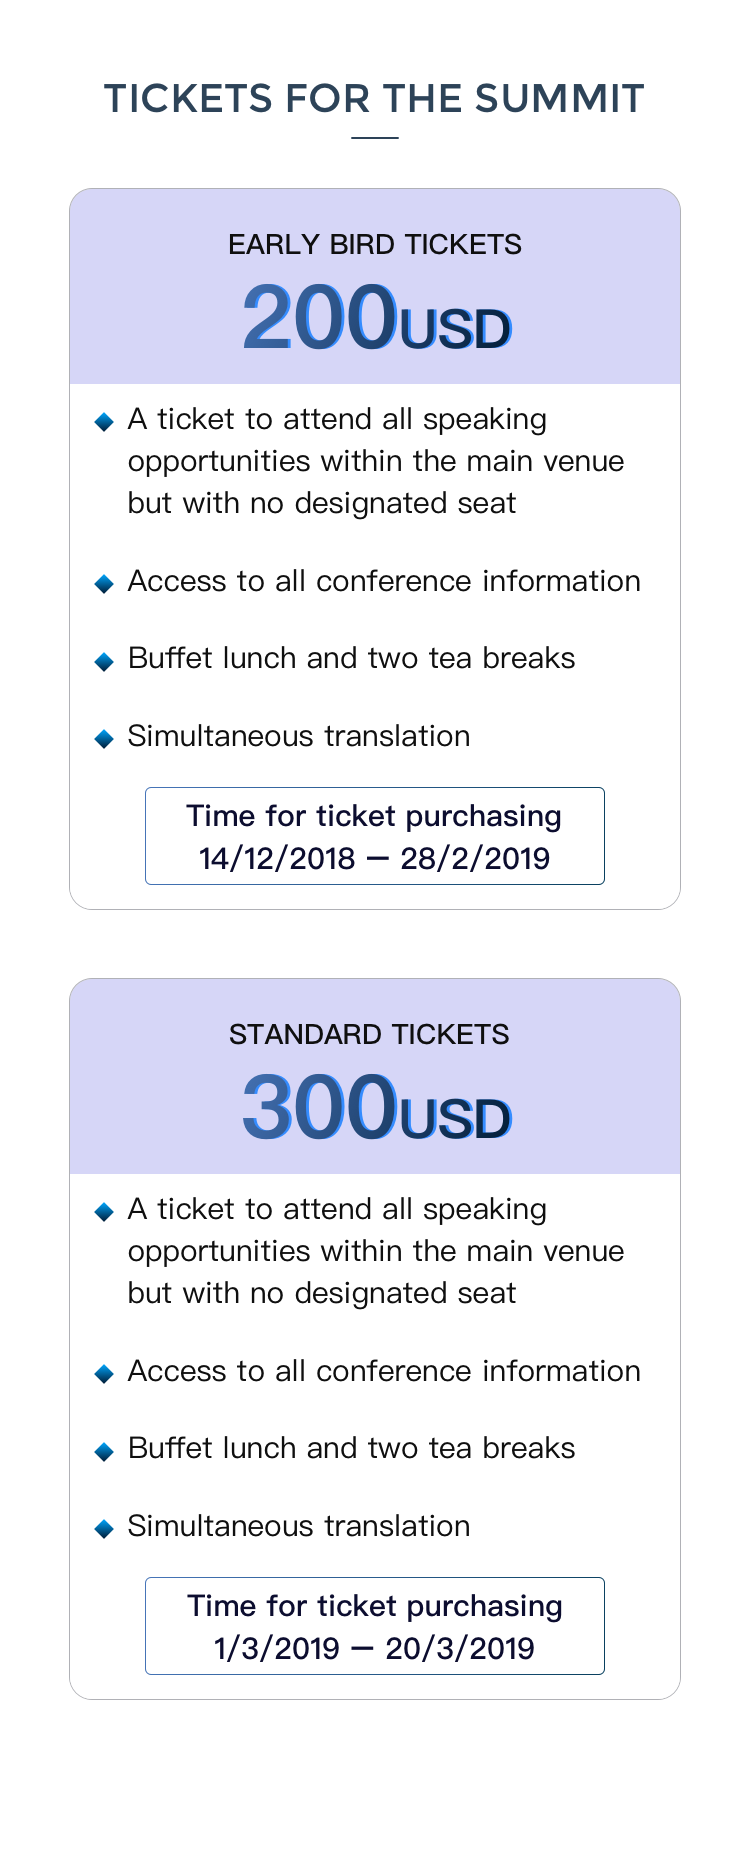 TICKETS FOR THE SUMMIT
EARLY BIRD TICKETS
200USD
A ticket to attend all speaking
opportunities within the main venue
but with no designated seat
Access to all conference information
Buffet lunch and two tea breaks
Simultaneous translation
Time for ticket purchasing
14/12/2018 — 28/2/2019
STANDARD TICKETS
300USD
A ticket to attend all speaking
opportunities within the main venue
but with no designated seat
Access to all conference information
Buffet lunch and two tea breaks
Simultaneous translation
Time for ticket purchasing
1/3/2019 — 20/3/2019